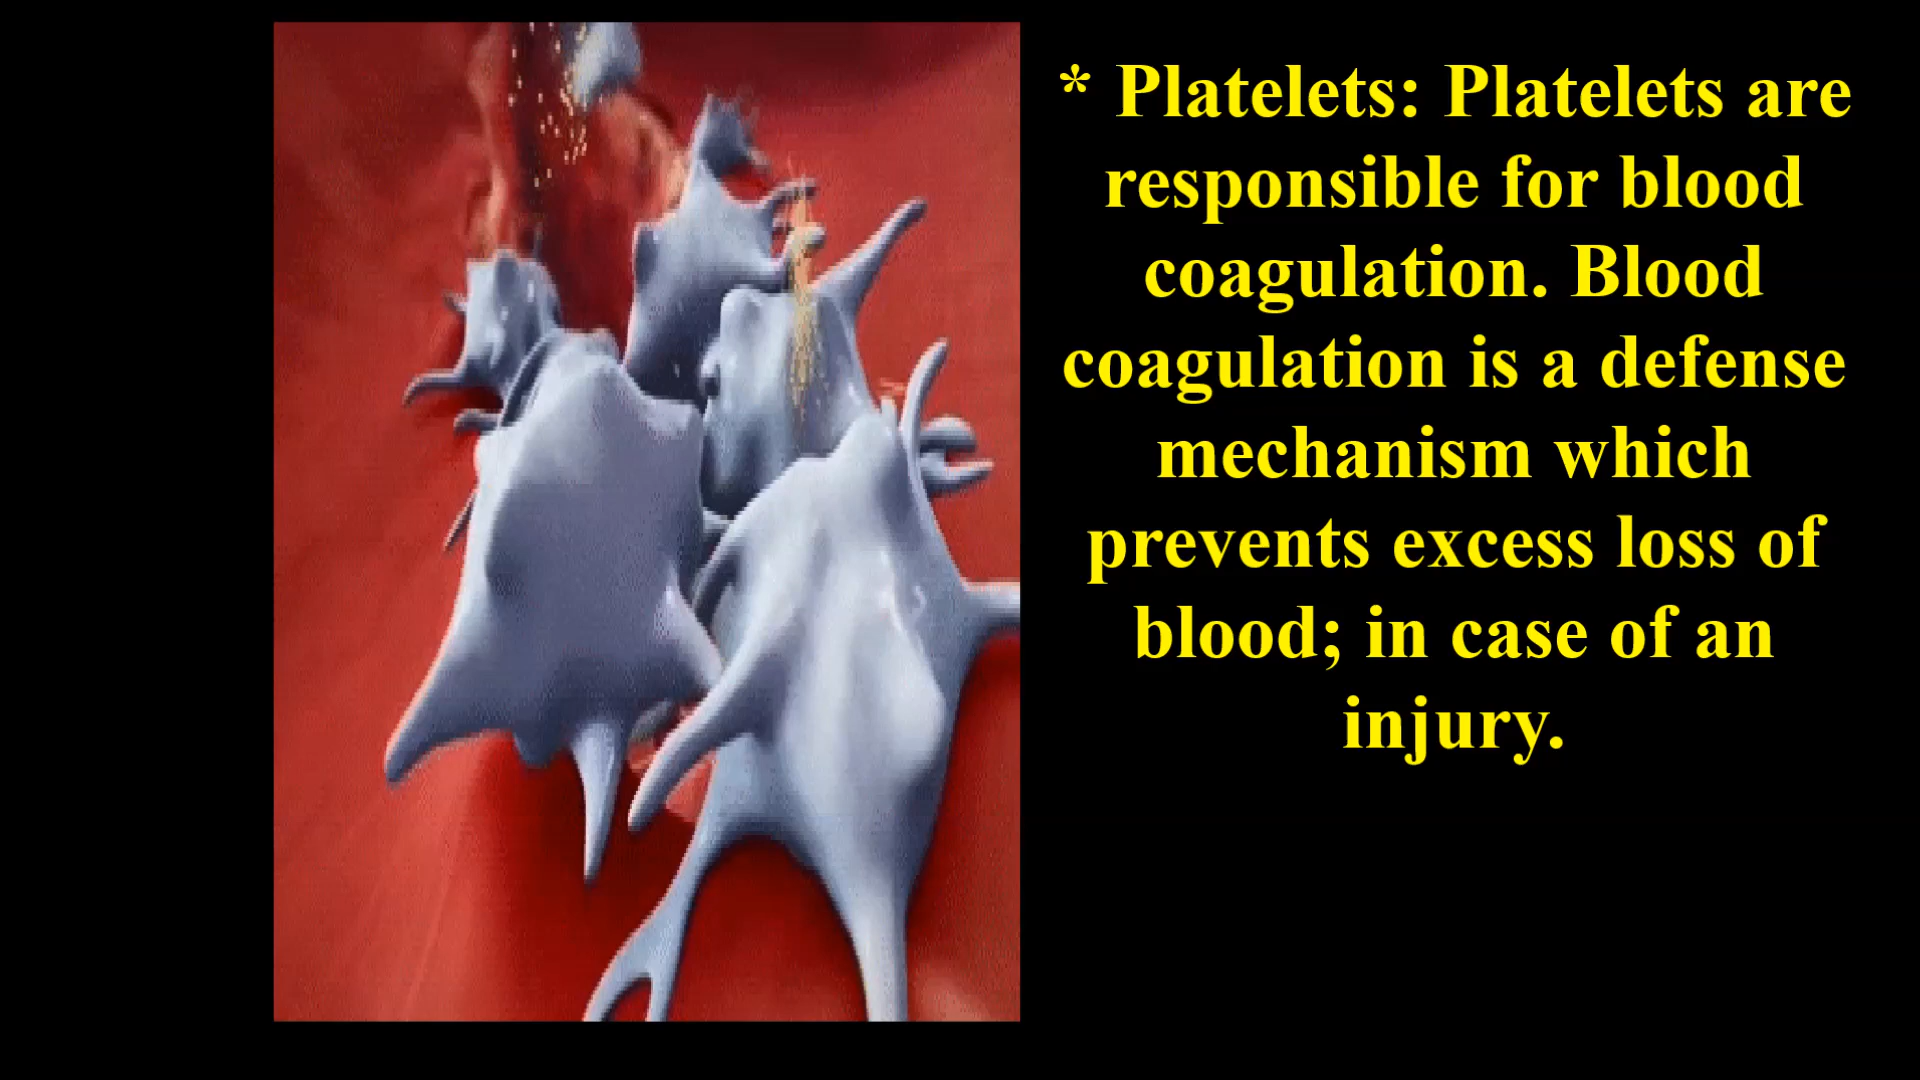 * Platelets: Platelets are
responsible for blood
coagulation. Blood
coagulation is a defense
mechanism which
prevents excess loss of
blood; in case of an
injury.